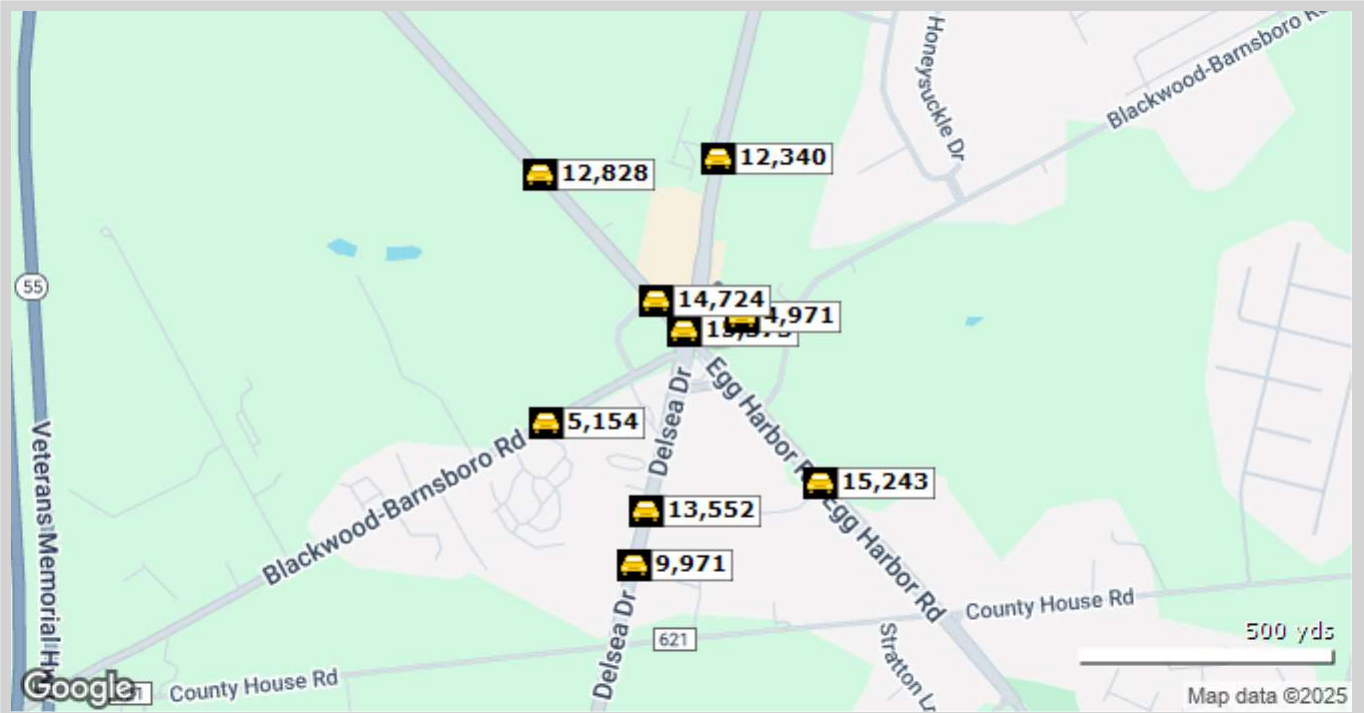 Honeysuckle Dr
Blackwood-Barnsboro
12,340
12,828
55
14,724
4,971
Delsea Dr
Egg Harbor
5,154
Blackwood-Barnsboro Rd
15,243
13,552
Egg Harbor Rd
9,971
Veterans Memorial
Delsea Dr
County House Rd
621
Stratton
500 yds
County House Rd
Google
Map data ©2025